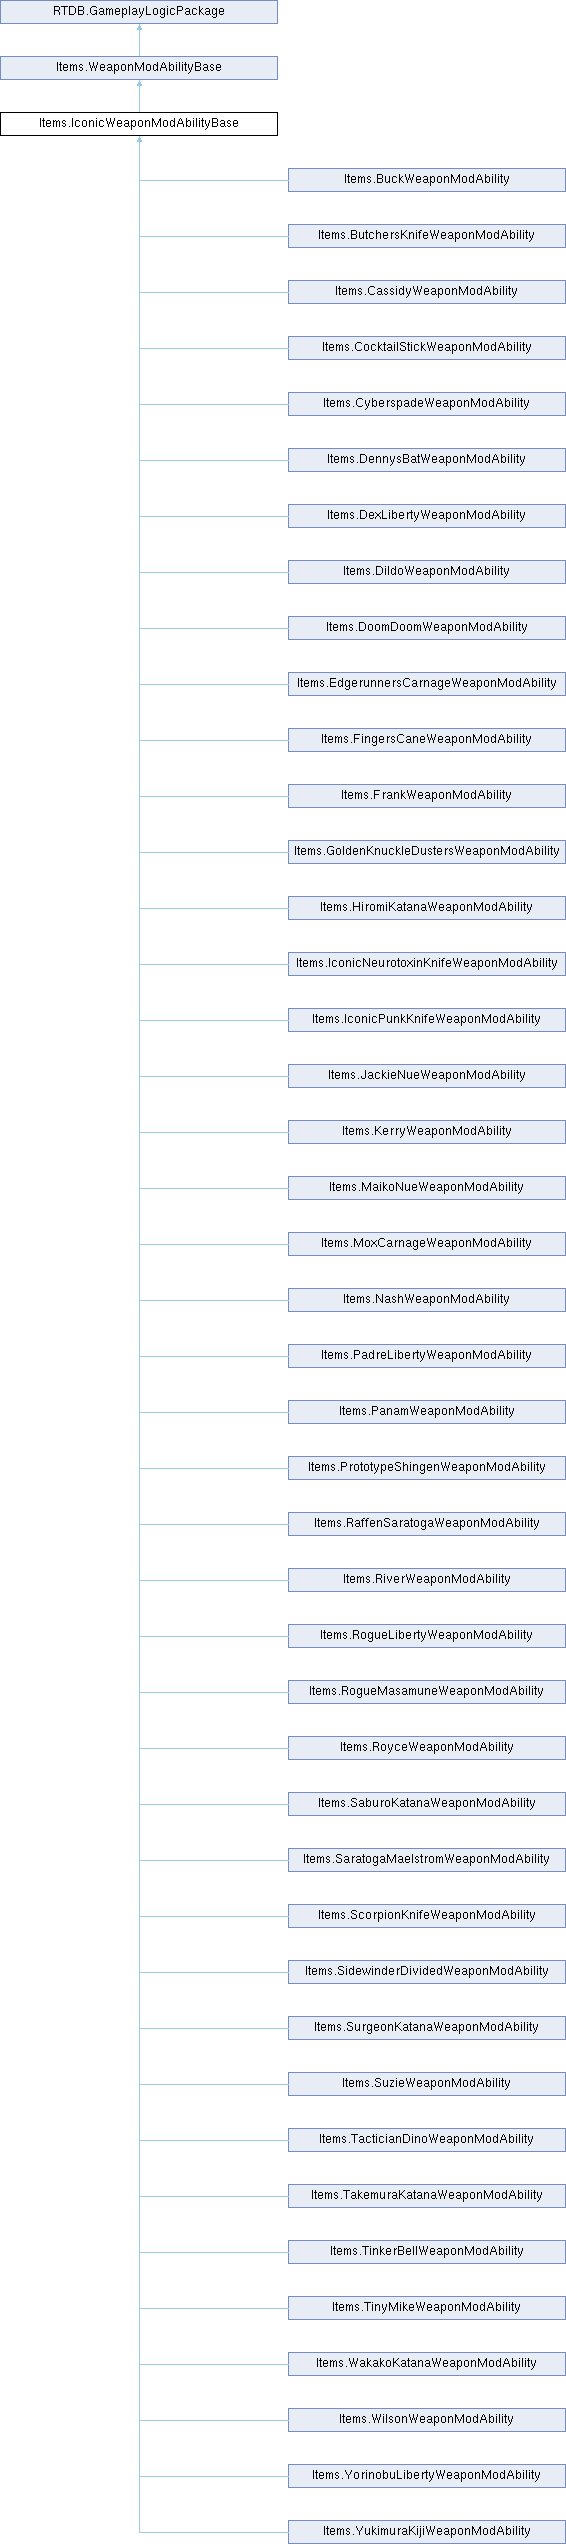 RTDB.GameplayLogicPackage
Items.WeaponModAbilityBase
Items.IconicWeaponModAbilityBase
Items.BuckWeaponModAbility
Items.ButchersKnifeWeaponModAbility
Items.CassidyWeaponModAbility
Items.CocktailStickWeaponModAbility
Items.CyberspadeWeaponModAbility
Items.DennysBatWeaponModAbility
Items.DexLibertyWeaponModAbility
Items.DildoWeaponModAbility
Items.DoomDoomWeaponModAbility
Items.EdgerunnersCarnageWeaponModAbility
Items.FingersCaneWeaponModAbility
Items.FrankWeaponModAbility
Items.GoldenKnuckleDustersWeaponModAbility
Items.HiromiKatanaWeaponModAbility
Items.IconicNeurotoxinKnifeWeaponModAbility
Items.IconicPunkKnifeWeaponModAbility
Items.JackieNueWeaponModAbility
Items.KerryWeaponModAbility
Items.MaikoNueWeaponModAbility
Items.MoxCarnageWeaponModAbility
Items.NashWeaponModAbility
Items.PadreLibertyWeaponModAbility
Items.PanamWeaponModAbility
Items.PrototypeShingenWeaponModAbility
Items.RaffenSaratogaWeaponModAbility
Items.RiverWeaponModAbility
Items.RogueLibertyWeaponModAbility
Items.RogueMasamuneWeaponModAbility
Items.RoyceWeaponModAbility
Items.SaburoKatanaWeaponModAbility
Items.SaratogaMaelstromWeaponModAbility
Items.ScorpionKnifeWeaponModAbility
Items.SidewinderDividedWeaponModAbility
Items.SurgeonKatanaWeaponModAbility
Items.SuzieWeaponModAbility
Items.TacticianDinoWeaponModAbility
Items.TakemuraKatanaWeaponModAbility
Items.TinkerBellWeaponModAbility
Items.TinyMikeWeaponModAbility
Items.WakakoKatanaWeaponModAbility
Items.WilsonWeaponModAbility
Items.YorinobuLibertyWeaponModAbility
Items.YukimuraKijiWeaponModAbility